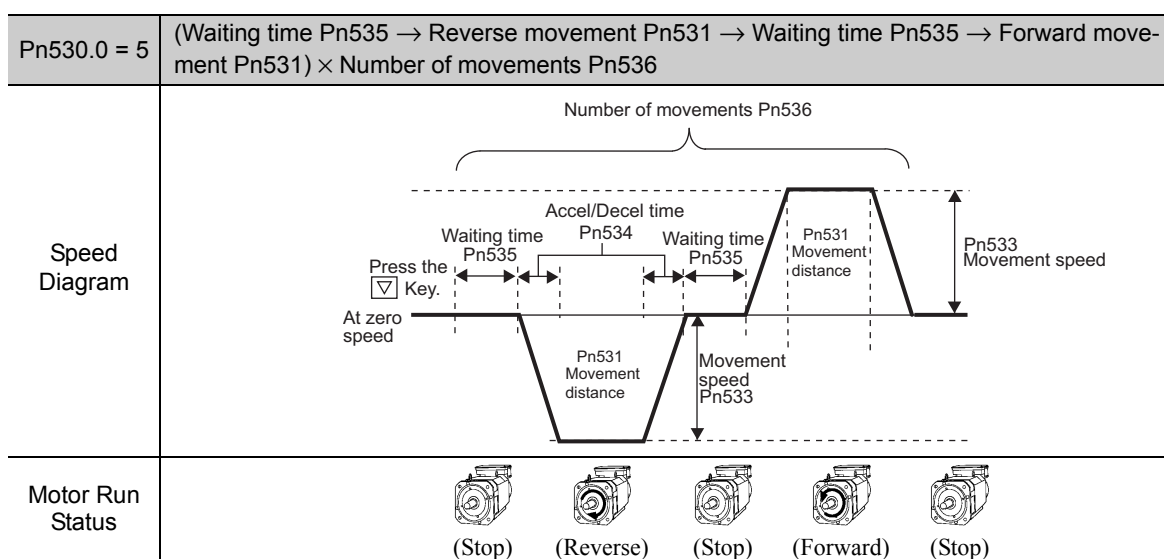 Pn530.0 = 5
(Waiting time Pn535 → Reverse movement Pn531 → Waiting time Pn535 → Forward move-
ment Pn531) × Number of movements Pn536
Speed
Diagram
Number of movements Pn536
Accel/Decel time
Pn534
Waiting time
Pn535
Waiting time
Pn535
Press the
▽ Key.
At zero
speed
Pn531
Movement
distance
Pn533
Movement speed
Pn531
Movement
distance
Movement
speed
Pn533
Motor Run
Status
(Stop) (Reverse) (Stop) (Forward) (Stop)